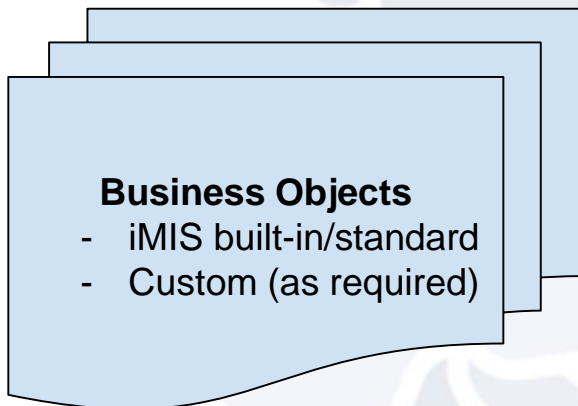 Business Objects
- iMIS built-in/standard
- Custom (as required)